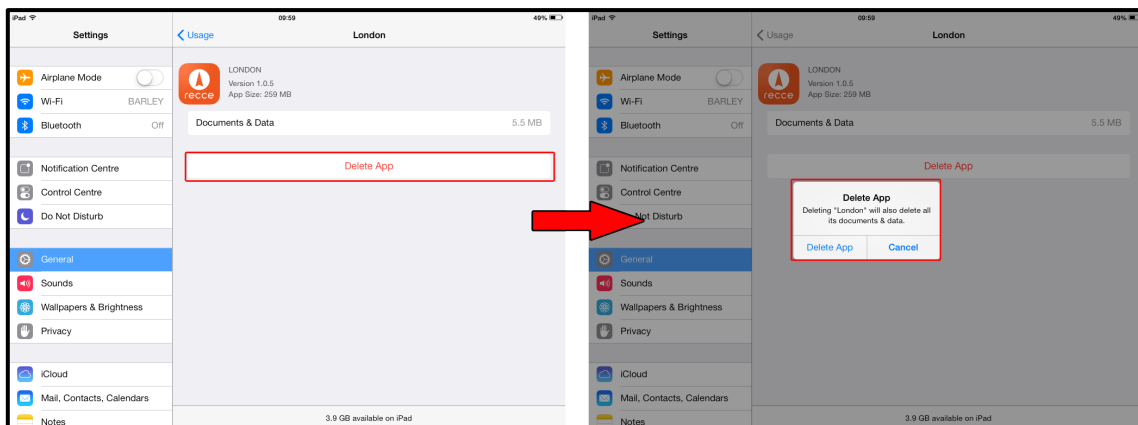 iPad 09:59 49%
Settings
Usage London
Airplane Mode
Wi-Fi BARLEY
Bluetooth Off
Notification Centre
Control Centre
Do Not Disturb
General
Sounds
Wallpapers & Brightness
Privacy
iCloud
Mail, Contacts, Calendars
Notes
recce
LONDON
Version 1.0.5
App Size: 259 MB
Documents & Data 5.5 MB
Delete App
3.9 GB available on iPad
iPad 09:59 49%
Settings
Usage London
Airplane Mode
Wi-Fi BARLEY
Bluetooth Off
Notification Centre
Control Centre
Not Disturb
General
Sounds
Wallpapers & Brightness
Privacy
iCloud
Mail, Contacts, Calendars
Notes
recce
LONDON
Version 1.0.5
App Size: 259 MB
Documents & Data 5.5 MB
Delete App
Delete App
Deleting "London" will also delete all
its documents & data.
Delete App Cancel
3.9 GB available on iPad